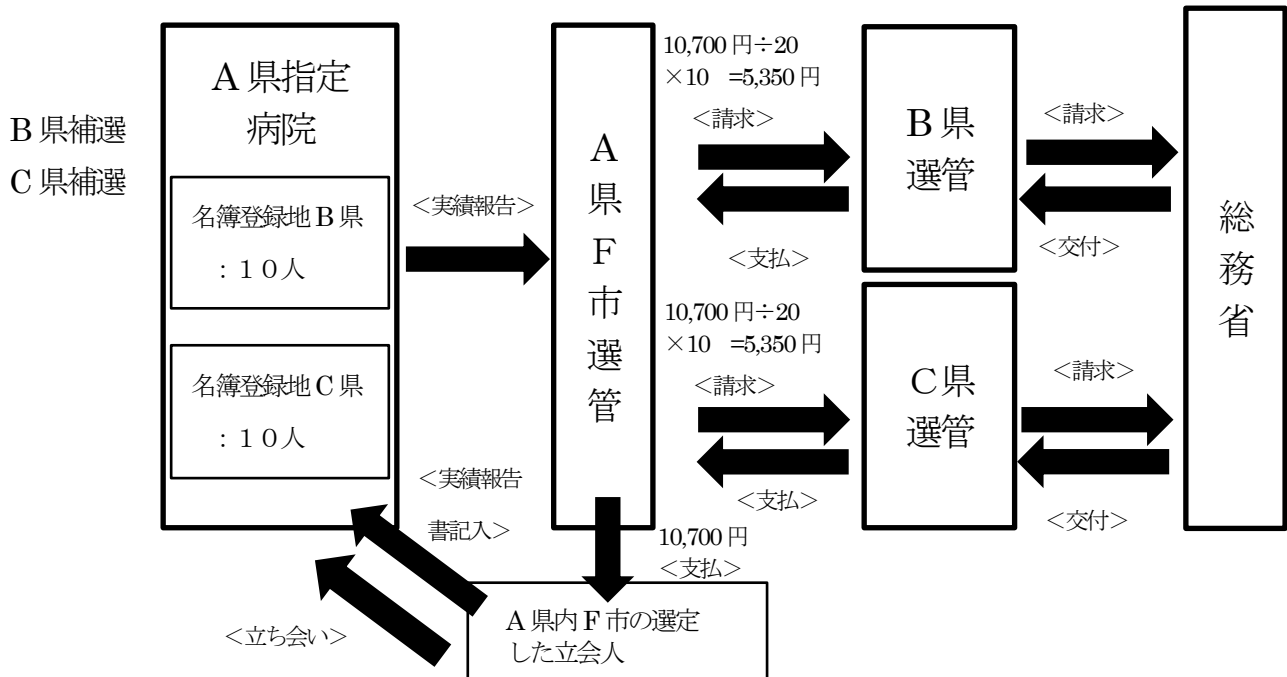 B県補選
C県補選
A県指定
病院
名簿登録地B県
：１０人
名簿登録地C県
：１０人
＜実績報告＞
＜実績報告
書記入＞
＜立ち会い＞
A
県
F
市
選
管
10,700円÷20
×10　=5,350円
＜請求＞
＜支払＞
10,700円÷20
×10　=5,350円
＜請求＞
＜支払＞
10,700円
＜支払＞
A県内F市の選定
した立会人
B県
選管
C県
選管
＜請求＞
＜交付＞
＜請求＞
＜交付＞
総
務
省